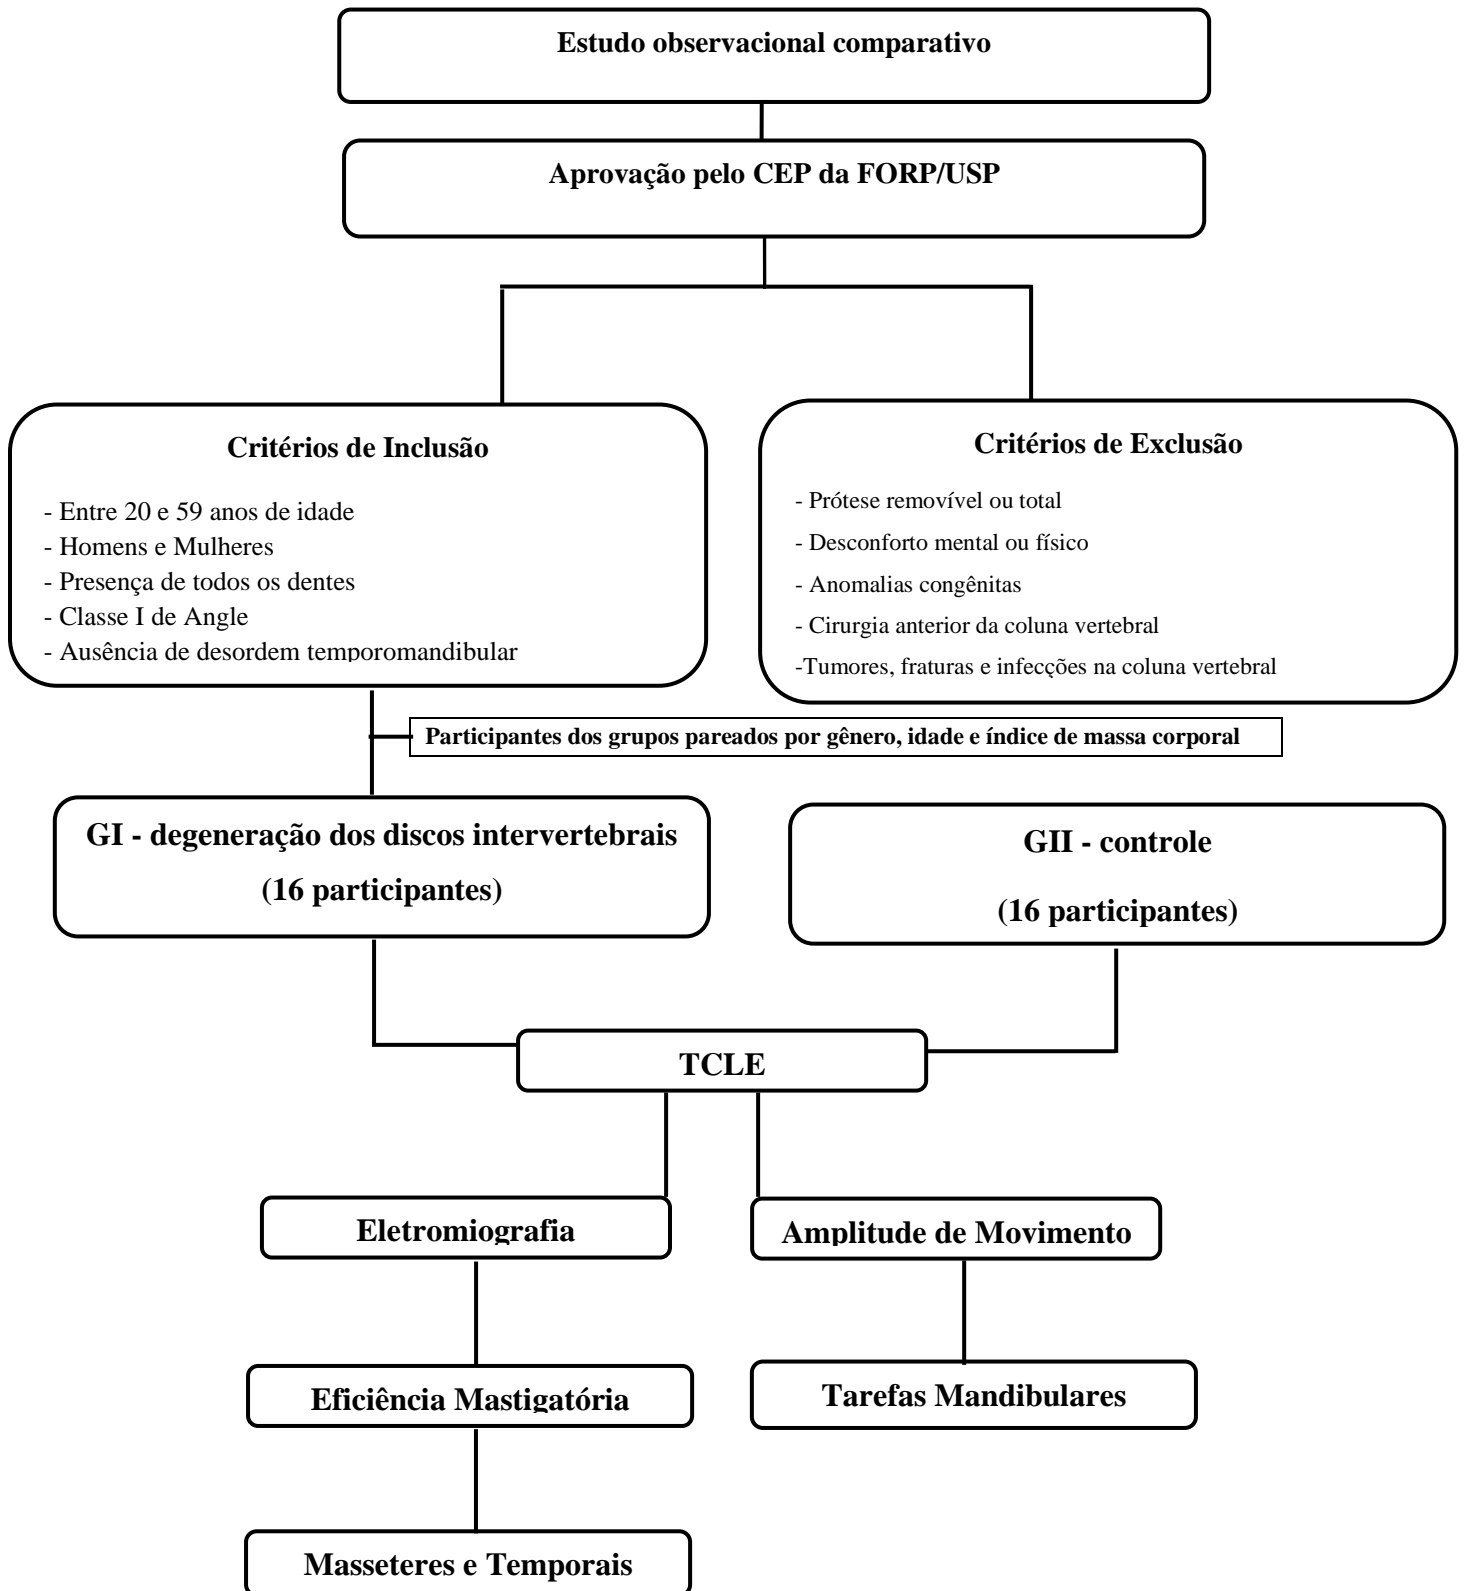 Estudo observacional comparativo
Aprovação pelo CEP da FORP/USP
Critérios de Inclusão
- Entre 20 e 59 anos de idade
- Homens e Mulheres
- Presença de todos os dentes
- Classe I de Angle
- Ausência de desordem temporomandibular
Critérios de Exclusão
- Prótese removível ou total
- Desconforto mental ou físico
- Anomalias congênitas
- Cirurgia anterior da coluna vertebral
-Tumores, fraturas e infecções na coluna vertebral
Participantes dos grupos pareados por gênero, idade e índice de massa corporal
GI - degeneração dos discos intervertebrais
(16 participantes)
GII - controle
(16 participantes)
TCLE
Eletromiografia
Amplitude de Movimento
Eficiência Mastigatória
Tarefas Mandibulares
Masseteres e Temporais